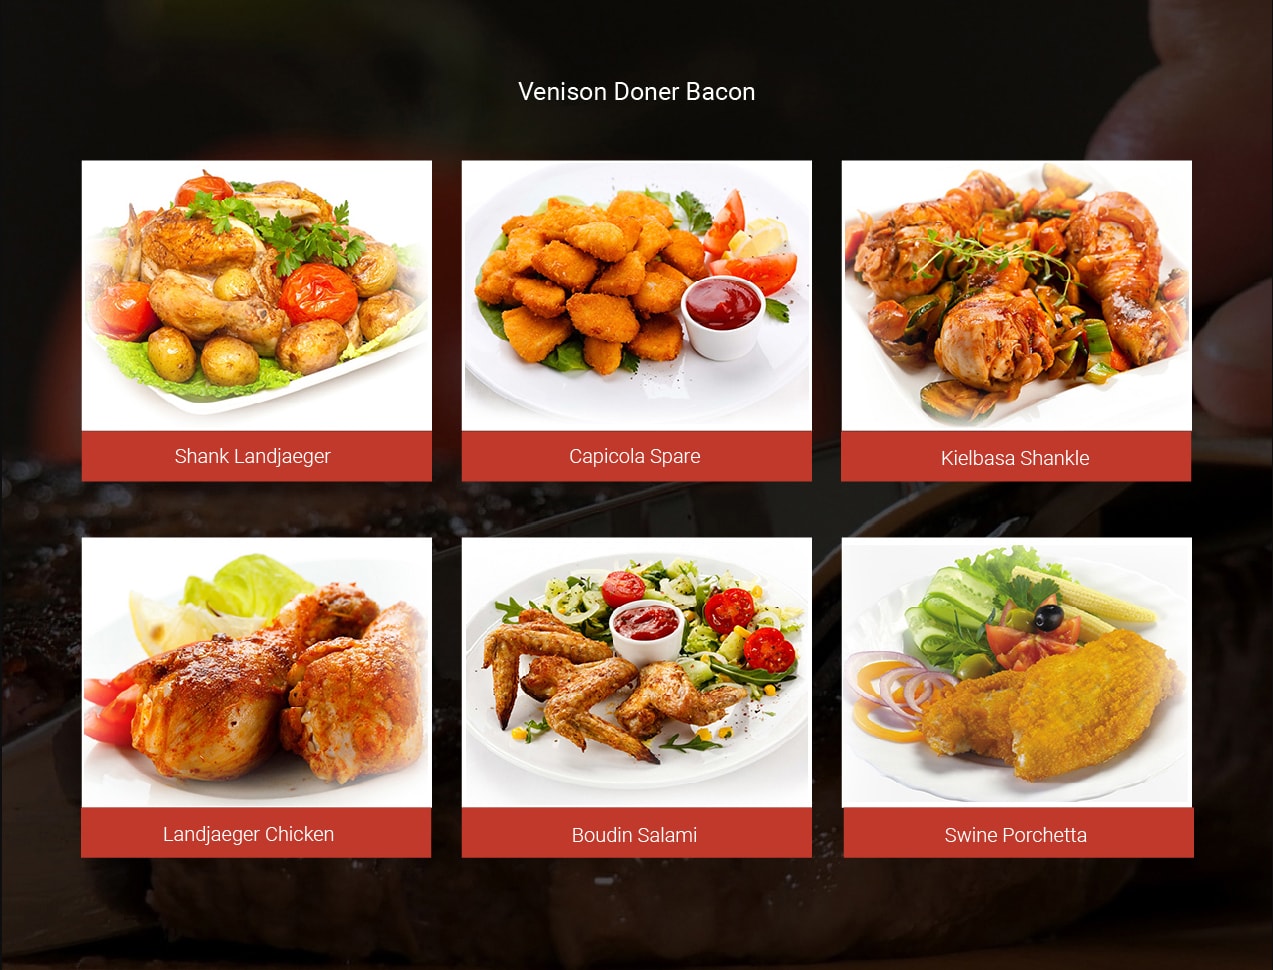 Venison Doner Bacon
Shank Landjaeger
Capicola Spare
Kielbasa Shankle
Landjaeger Chicken
Boudin Salami
Swine Porchetta